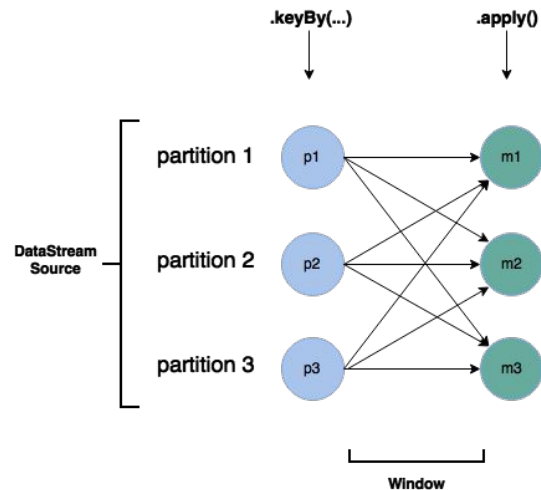 .keyBy(...)
.apply()
partition 1
p1
m1
DataStream
Source
partition 2
p2
m2
partition 3
p3
m3
Window